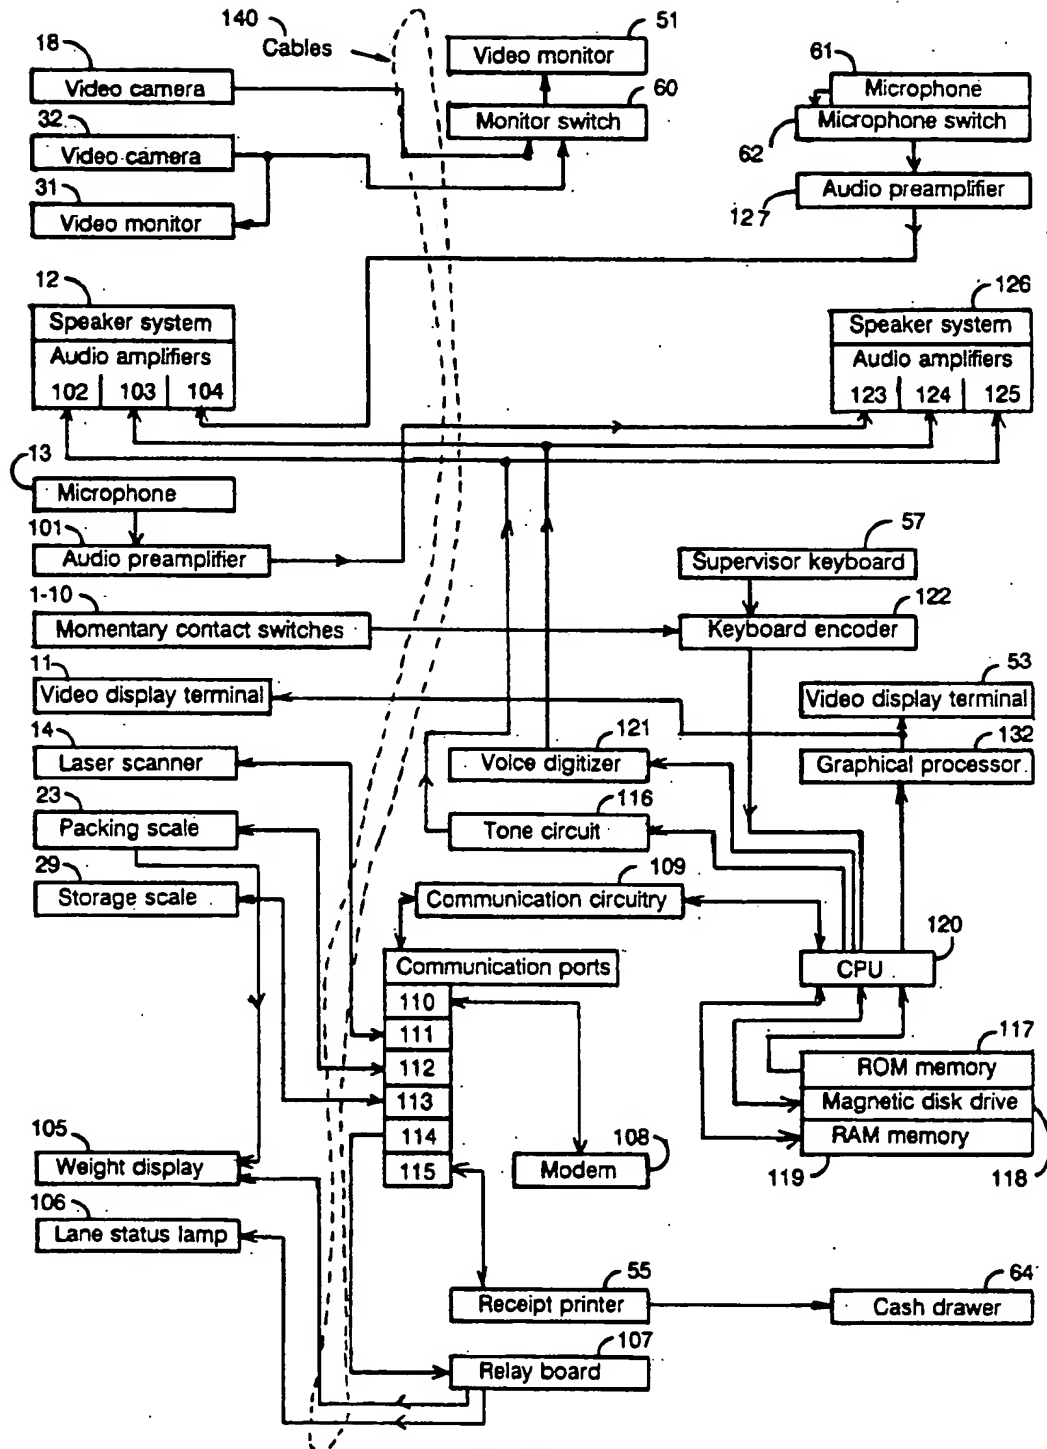 140
Cables
18
Video camera
51
Video monitor
60
Monitor switch
61
Microphone
Microphone switch
62
32
Video camera
31
Video monitor
Audio preamplifier
127
12
Speaker system
Audio amplifiers
102 103 104
126
Speaker system
Audio amplifiers
123 124 125
13
Microphone
101
Audio preamplifier
57
Supervisor keyboard
1-10
Momentary contact switches
122
Keyboard encoder
11
Video display terminal
53
Video display terminal
14
Laser scanner
121
Voice digitizer
132
Graphical processor
23
Packing scale
116
Tone circuit
29
Storage scale
109
Communication circuitry
120
CPU
Communication ports
110
111
112
113
114
115
117
ROM memory
Magnetic disk drive
RAM memory
119
118
105
Weight display
108
Modem
106
Lane status lamp
55
Receipt printer
64
Cash drawer
107
Relay board